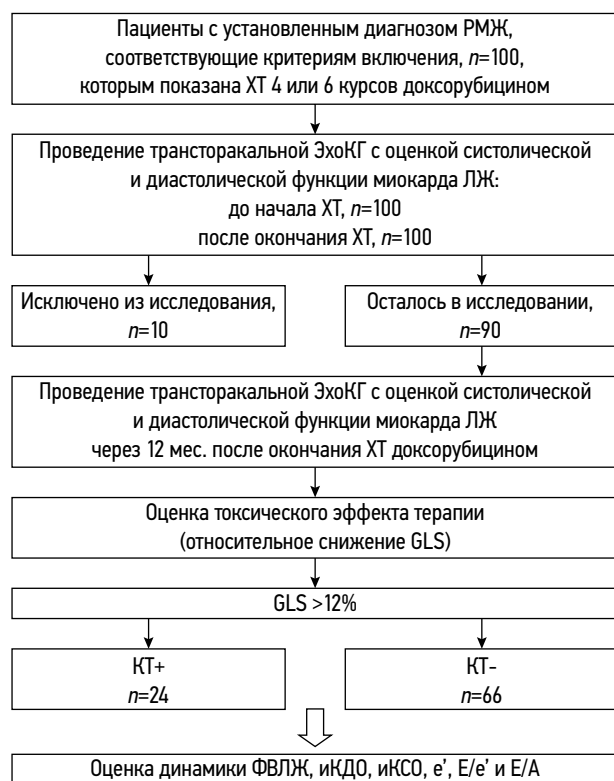 Пациенты с установленным диагнозом РМЖ,
соответствующие критериям включения, n=100,
которым показана ХТ 4 или 6 курсов доксорубицином
Проведение трансторакальной ЭхоКГ с оценкой систолической
и диастолической функции миокарда ЛЖ:
до начала ХТ, n=100
после окончания ХТ, n=100
Исключено из исследования,
n=10
Осталось в исследовании,
n=90
Проведение трансторакальной ЭхоКГ с оценкой систолической
и диастолической функции миокарда ЛЖ
через 12 мес. после окончания ХТ доксорубицином
Оценка токсического эффекта терапии
(относительное снижение GLS)
GLS >12%
КТ+
n=24
КТ-
n=66
Оценка динамики ФВЛЖ, иКДО, иКСО, e’, E/e’ и E/A